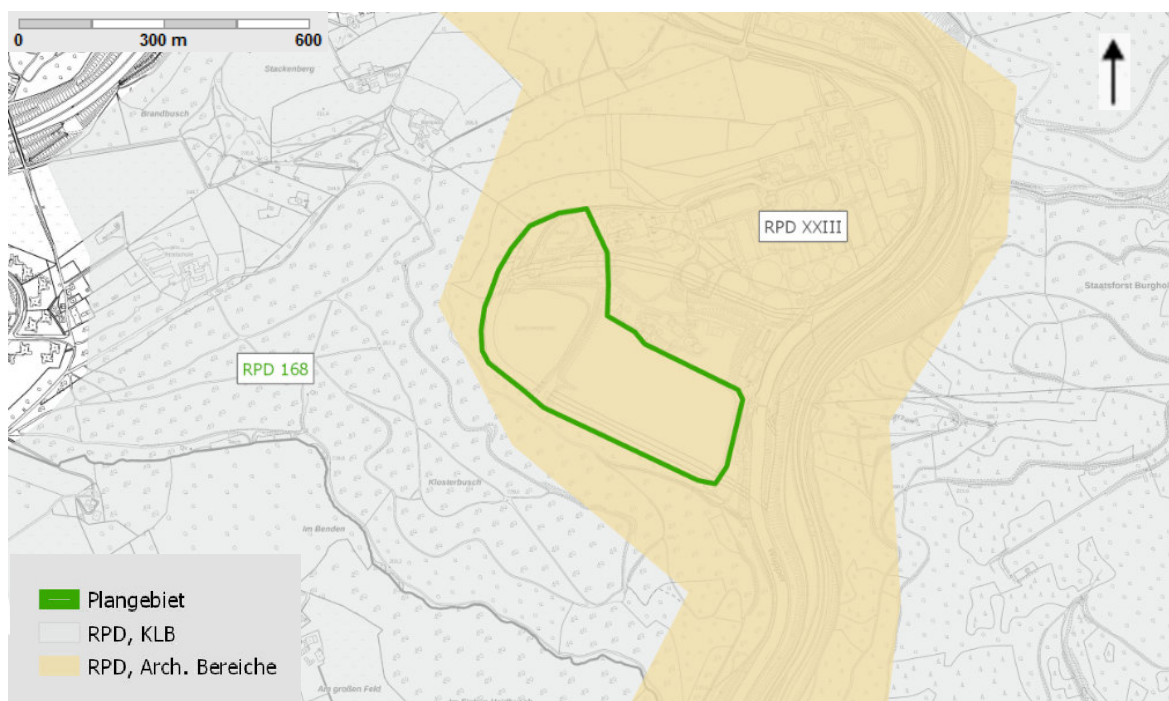 0 300 m 600
Stackenberg
Brandbusch
RPD XXIII
Staatsforst Burghol
RPD 168
Klosterbusch
Im Benden
Plangebiet
RPD, KLB
RPD, Arch. Bereiche
Am großen Feld